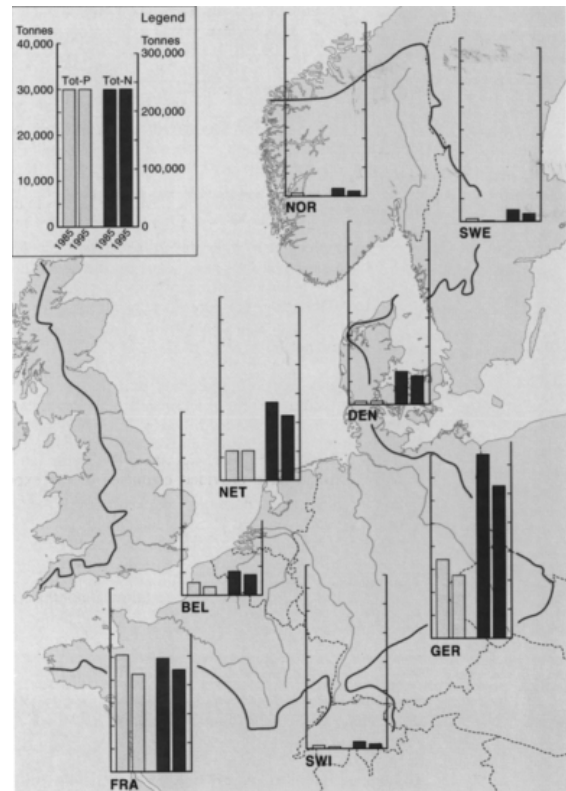 Legend
Tonnes
40,000
30,000
20,000
10,000
0
Tot-P
Tot-N
Tonnes
300,000
200,000
100,000
0
1985
1995
1985
1995
NOR
SWE
DEN
NET
BEL
GER
FRA
SWI